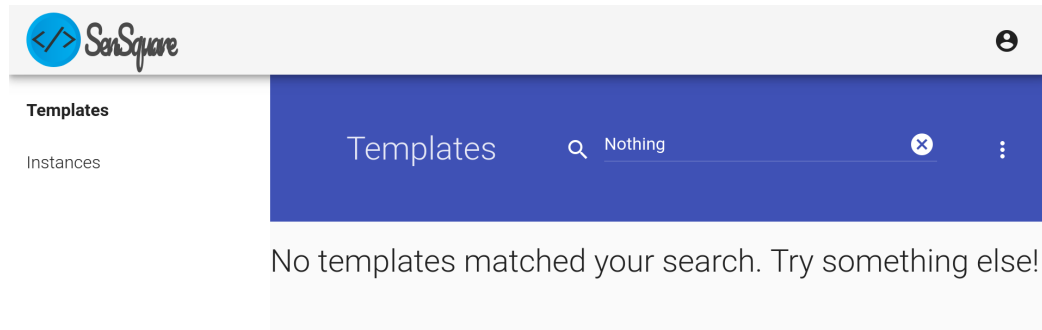 </> SenSquare
Templates
Instances
Templates
Nothing
No templates matched your search. Try something else!